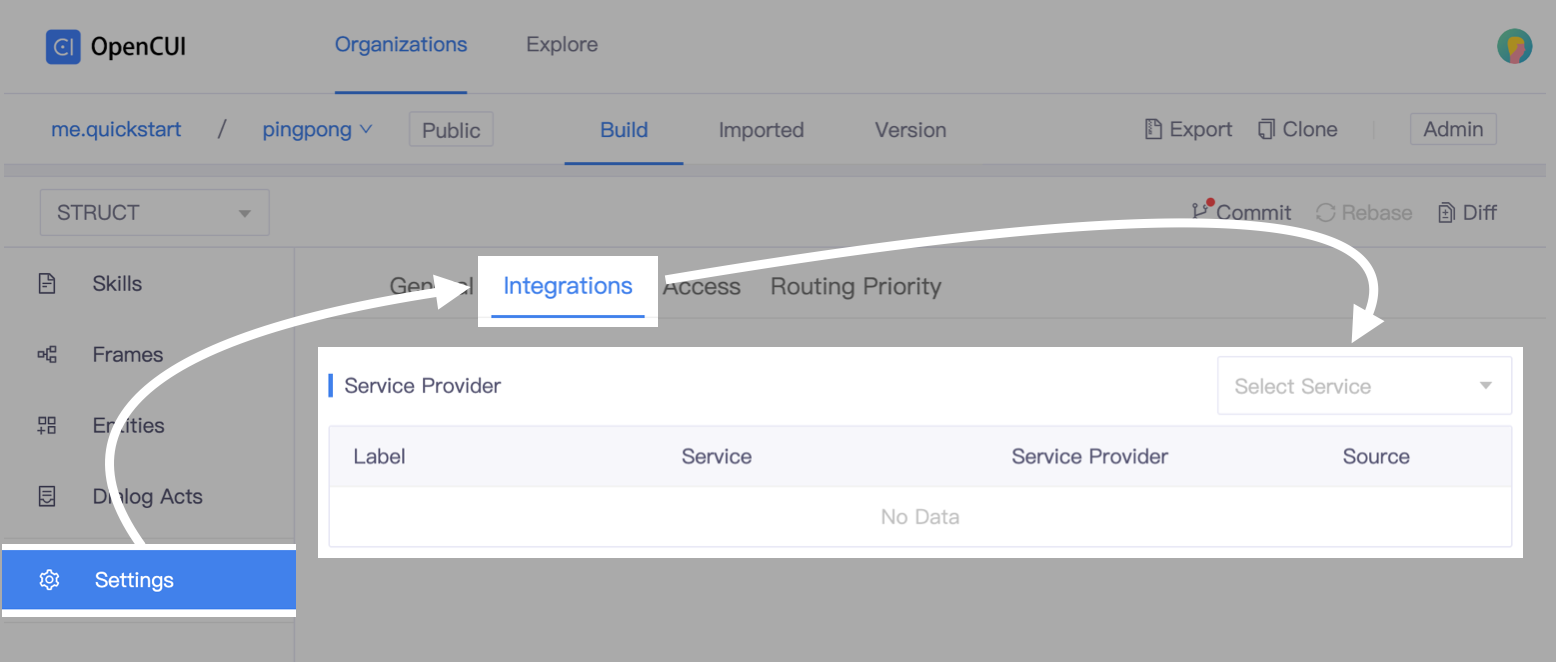 OpenCUI Organizations Explore
me.quickstart / pingpong Public Build Imported Version Export Clone Admin
STRUCT Commit Rebase Diff
Skills General Integrations Access Routing Priority
Frames
Service Provider Select Service
Entities
Label Service Service Provider Source
Dialog Acts
No Data
Settings